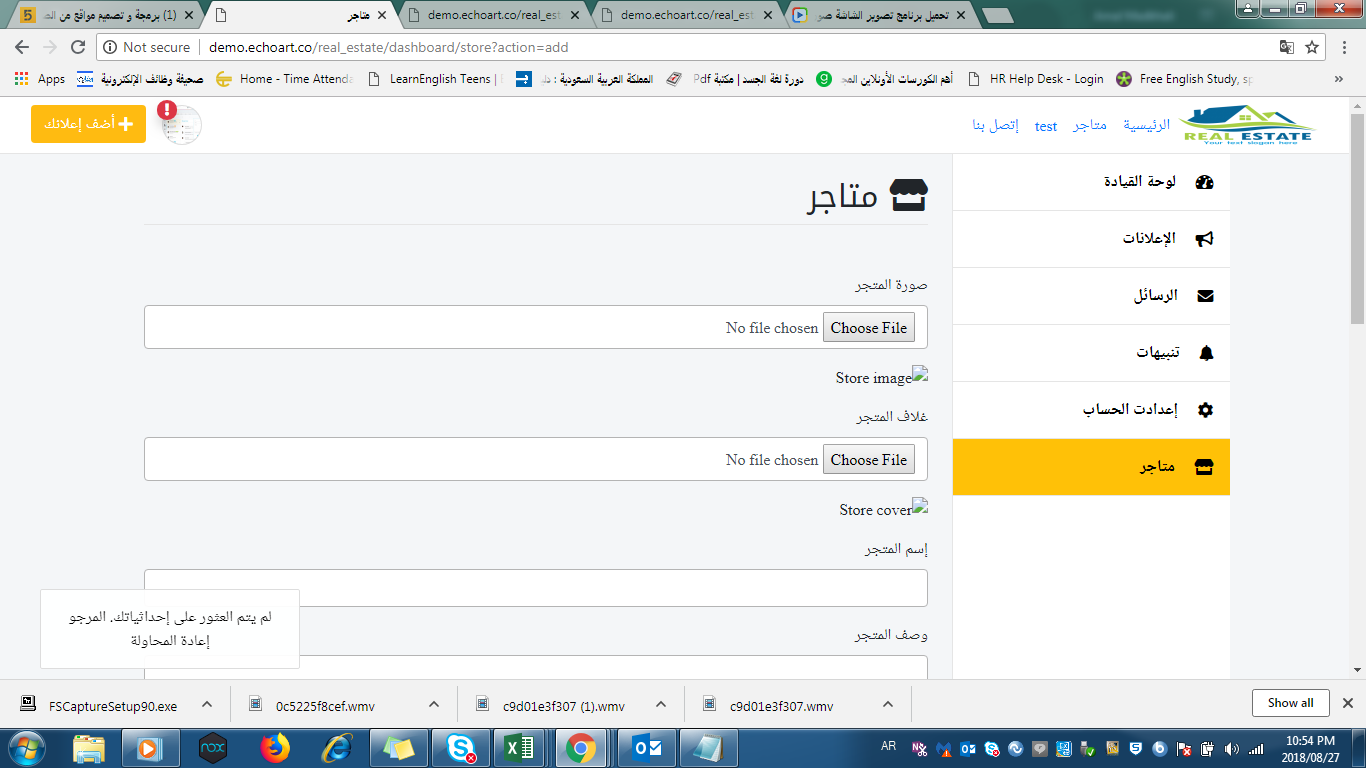 (1) برمجة و تصميم مواقع من الص
متاجر
demo.echoart.co/real_est
demo.echoart.co/real_est
تحميل برنامج تصوير الشاشة صو
Not secure | demo.echoart.co/real_estate/dashboard/store?action=add
Apps
صحيفة وظائف الإلكترونية
Home - Time Attenda
LearnEnglish Teens | B
المملكة العربية السعودية : دلي
دورة لغة الجسد | مكتبة Pdf
أهم الكورسات الأونلاين المج
HR Help Desk - Login
Free English Study, sp
»
REAL ESTATE
Your text slogan here
الرئيسية
متاجر
test
إتصل بنا
أضف إعلانك
لوحة القيادة
الإعلانات
الرسائل
تنبيهات
إعدادت الحساب
متاجر
متاجر
صورة المتجر
Choose File No file chosen
Store image
غلاف المتجر
Choose File No file chosen
Store cover
إسم المتجر
وصف المتجر
لم يتم العثور على إحداثياتك. المرجو
إعادة المحاولة
FSCaptureSetup90.exe
0c5225f8cef.wmv
c9d01e3f307 (1).wmv
c9d01e3f307.wmv
Show all
nox
AR
10:54 PM
2018/08/27